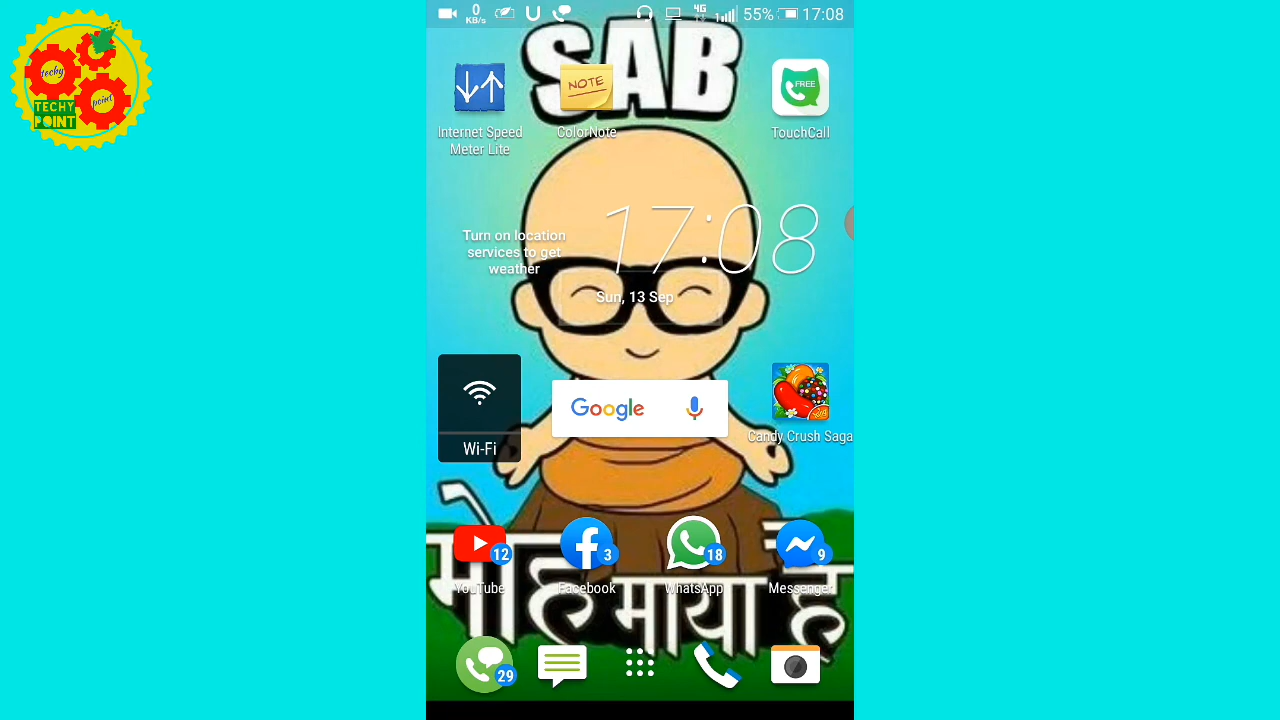 techy
point
TECHY
POINT
0
KB/s
4G
55%
17:08
SAB
NOTE
FREE
Internet Speed
Meter Lite
ColorNote
TouchCall
17:08
Turn on location
services to get
weather
Sun, 13 Sep
Google
Wi-Fi
Candy Crush Saga
12
3
18
9
YouTube
Facebook
WhatsApp
Messenger
मोह माया है
29